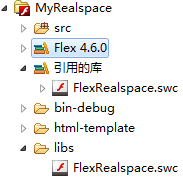 MyRealspace
src
Flex 4.6.0
引用的库
FlexRealspace.swc
bin-debug
html-template
libs
FlexRealspace.swc